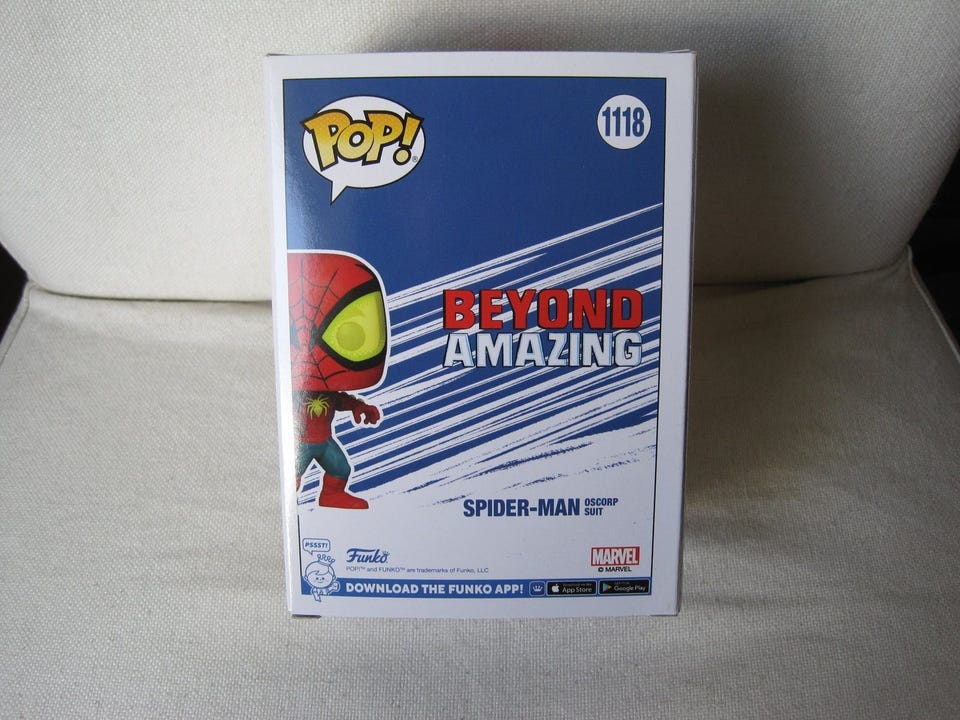 POP!
1118
BEYOND
AMAZING
SPIDER-MAN OSCORP SUIT
PSSST!
Funko
POP!™ and FUNKO™ are trademarks of Funko, LLC
MARVEL
© MARVEL
DOWNLOAD THE FUNKO APP!
App Store
Google Play